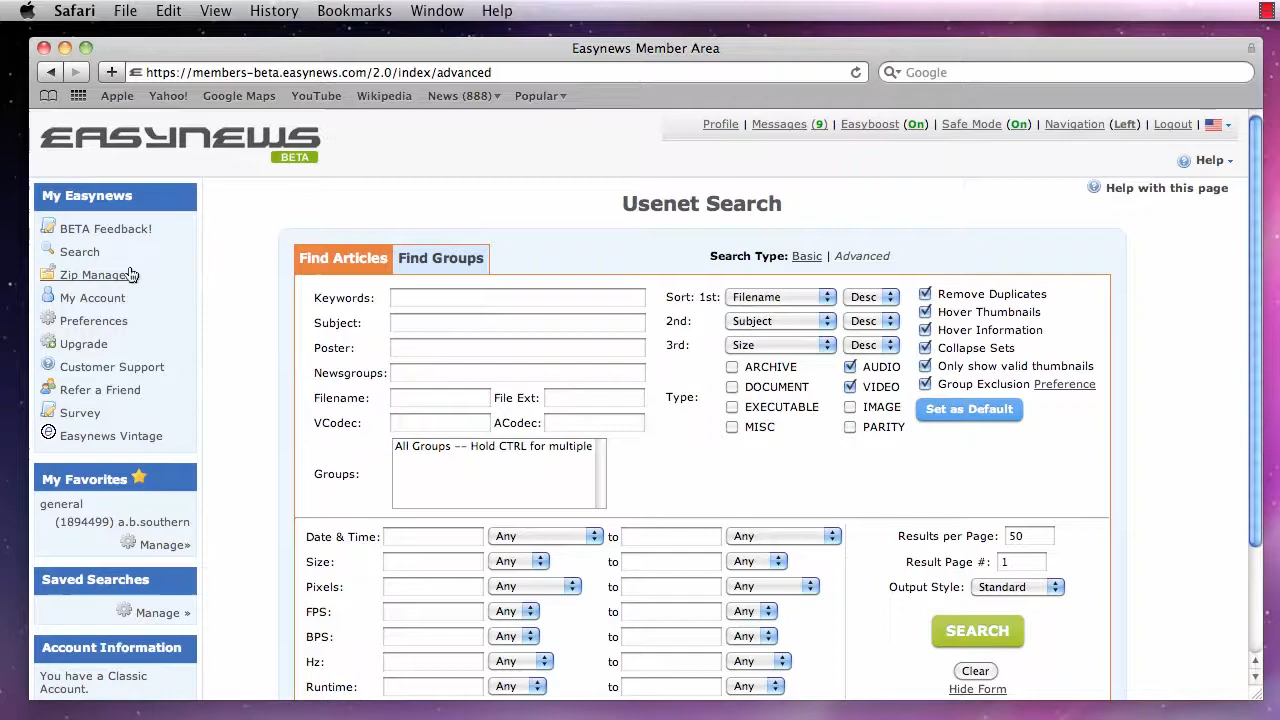 Safari File Edit View History Bookmarks Window Help
Easynews Member Area
https://members-beta.easynews.com/2.0/index/advanced
Google
Apple Yahoo! Google Maps YouTube Wikipedia News (888) Popular
EASYNEWS
BETA
Profile | Messages (9) | Easyboost (On) | Safe Mode (On) | Navigation (Left) | Logout |
Help
Help with this page
My Easynews
BETA Feedback!
Search
Zip Manager
My Account
Preferences
Upgrade
Customer Support
Refer a Friend
Survey
Easynews Vintage
My Favorites
general
(1894499) a.b.southern
Manage»
Saved Searches
Manage »
Account Information
You have a Classic
Account.
Usenet Search
Find Articles Find Groups
Search Type: Basic | Advanced
Keywords:
Subject:
Poster:
Newsgroups:
Filename: File Ext:
VCodec: ACodec:
Groups: All Groups -- Hold CTRL for multiple
Sort: 1st: Filename Desc
2nd: Subject Desc
3rd: Size Desc
Type: ARCHIVE AUDIO
DOCUMENT VIDEO
EXECUTABLE IMAGE
MISC PARITY
Remove Duplicates
Hover Thumbnails
Hover Information
Collapse Sets
Only show valid thumbnails
Group Exclusion Preference
Set as Default
Date & Time: Any to Any
Size: Any to Any
Pixels: Any to Any
FPS: Any to Any
BPS: Any to Any
Hz: Any to Any
Runtime: Any to Any
Results per Page: 50
Result Page #: 1
Output Style: Standard
SEARCH
Clear
Hide Form